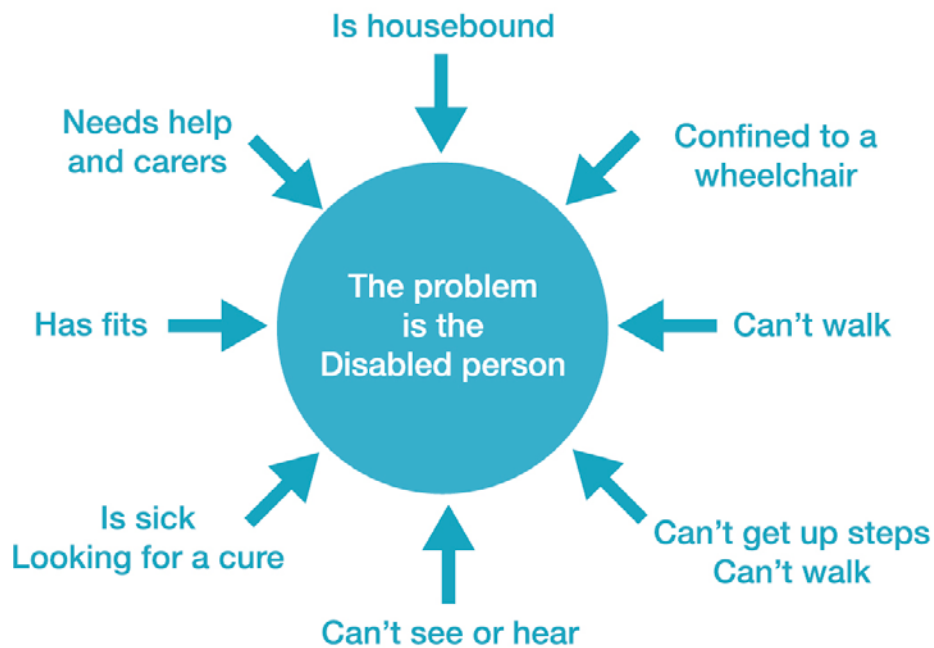 Is housebound
Needs help
and carers
Confined to a
wheelchair
The problem
is the
Disabled person
Has fits
Can't walk
Is sick
Looking for a cure
Can't get up steps
Can't walk
Can't see or hear